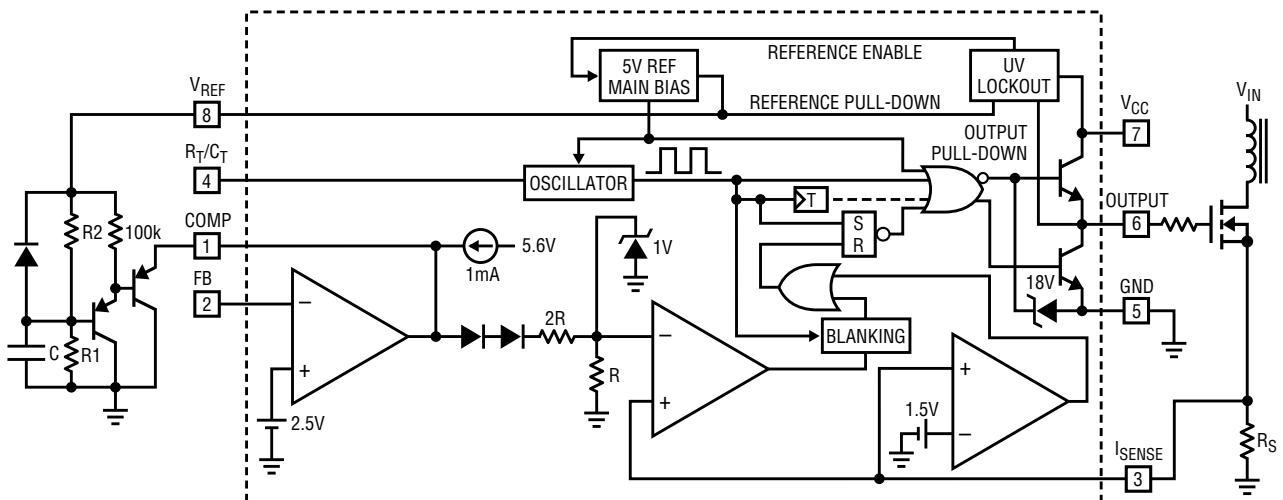 REFERENCE ENABLE
5V REF
MAIN BIAS
UV
LOCKOUT
VREF
8
REFERENCE PULL-DOWN
VIN
VCC
7
OUTPUT
PULL-DOWN
RT/CT
4
OSCILLATOR
T
OUTPUT
6
COMP
1
R2
100k
5.6V
1mA
1V
S
R
FB
2
18V
GND
5
2R
BLANKING
C
R1
R
2.5V
1.5V
ISENSE
3
RS